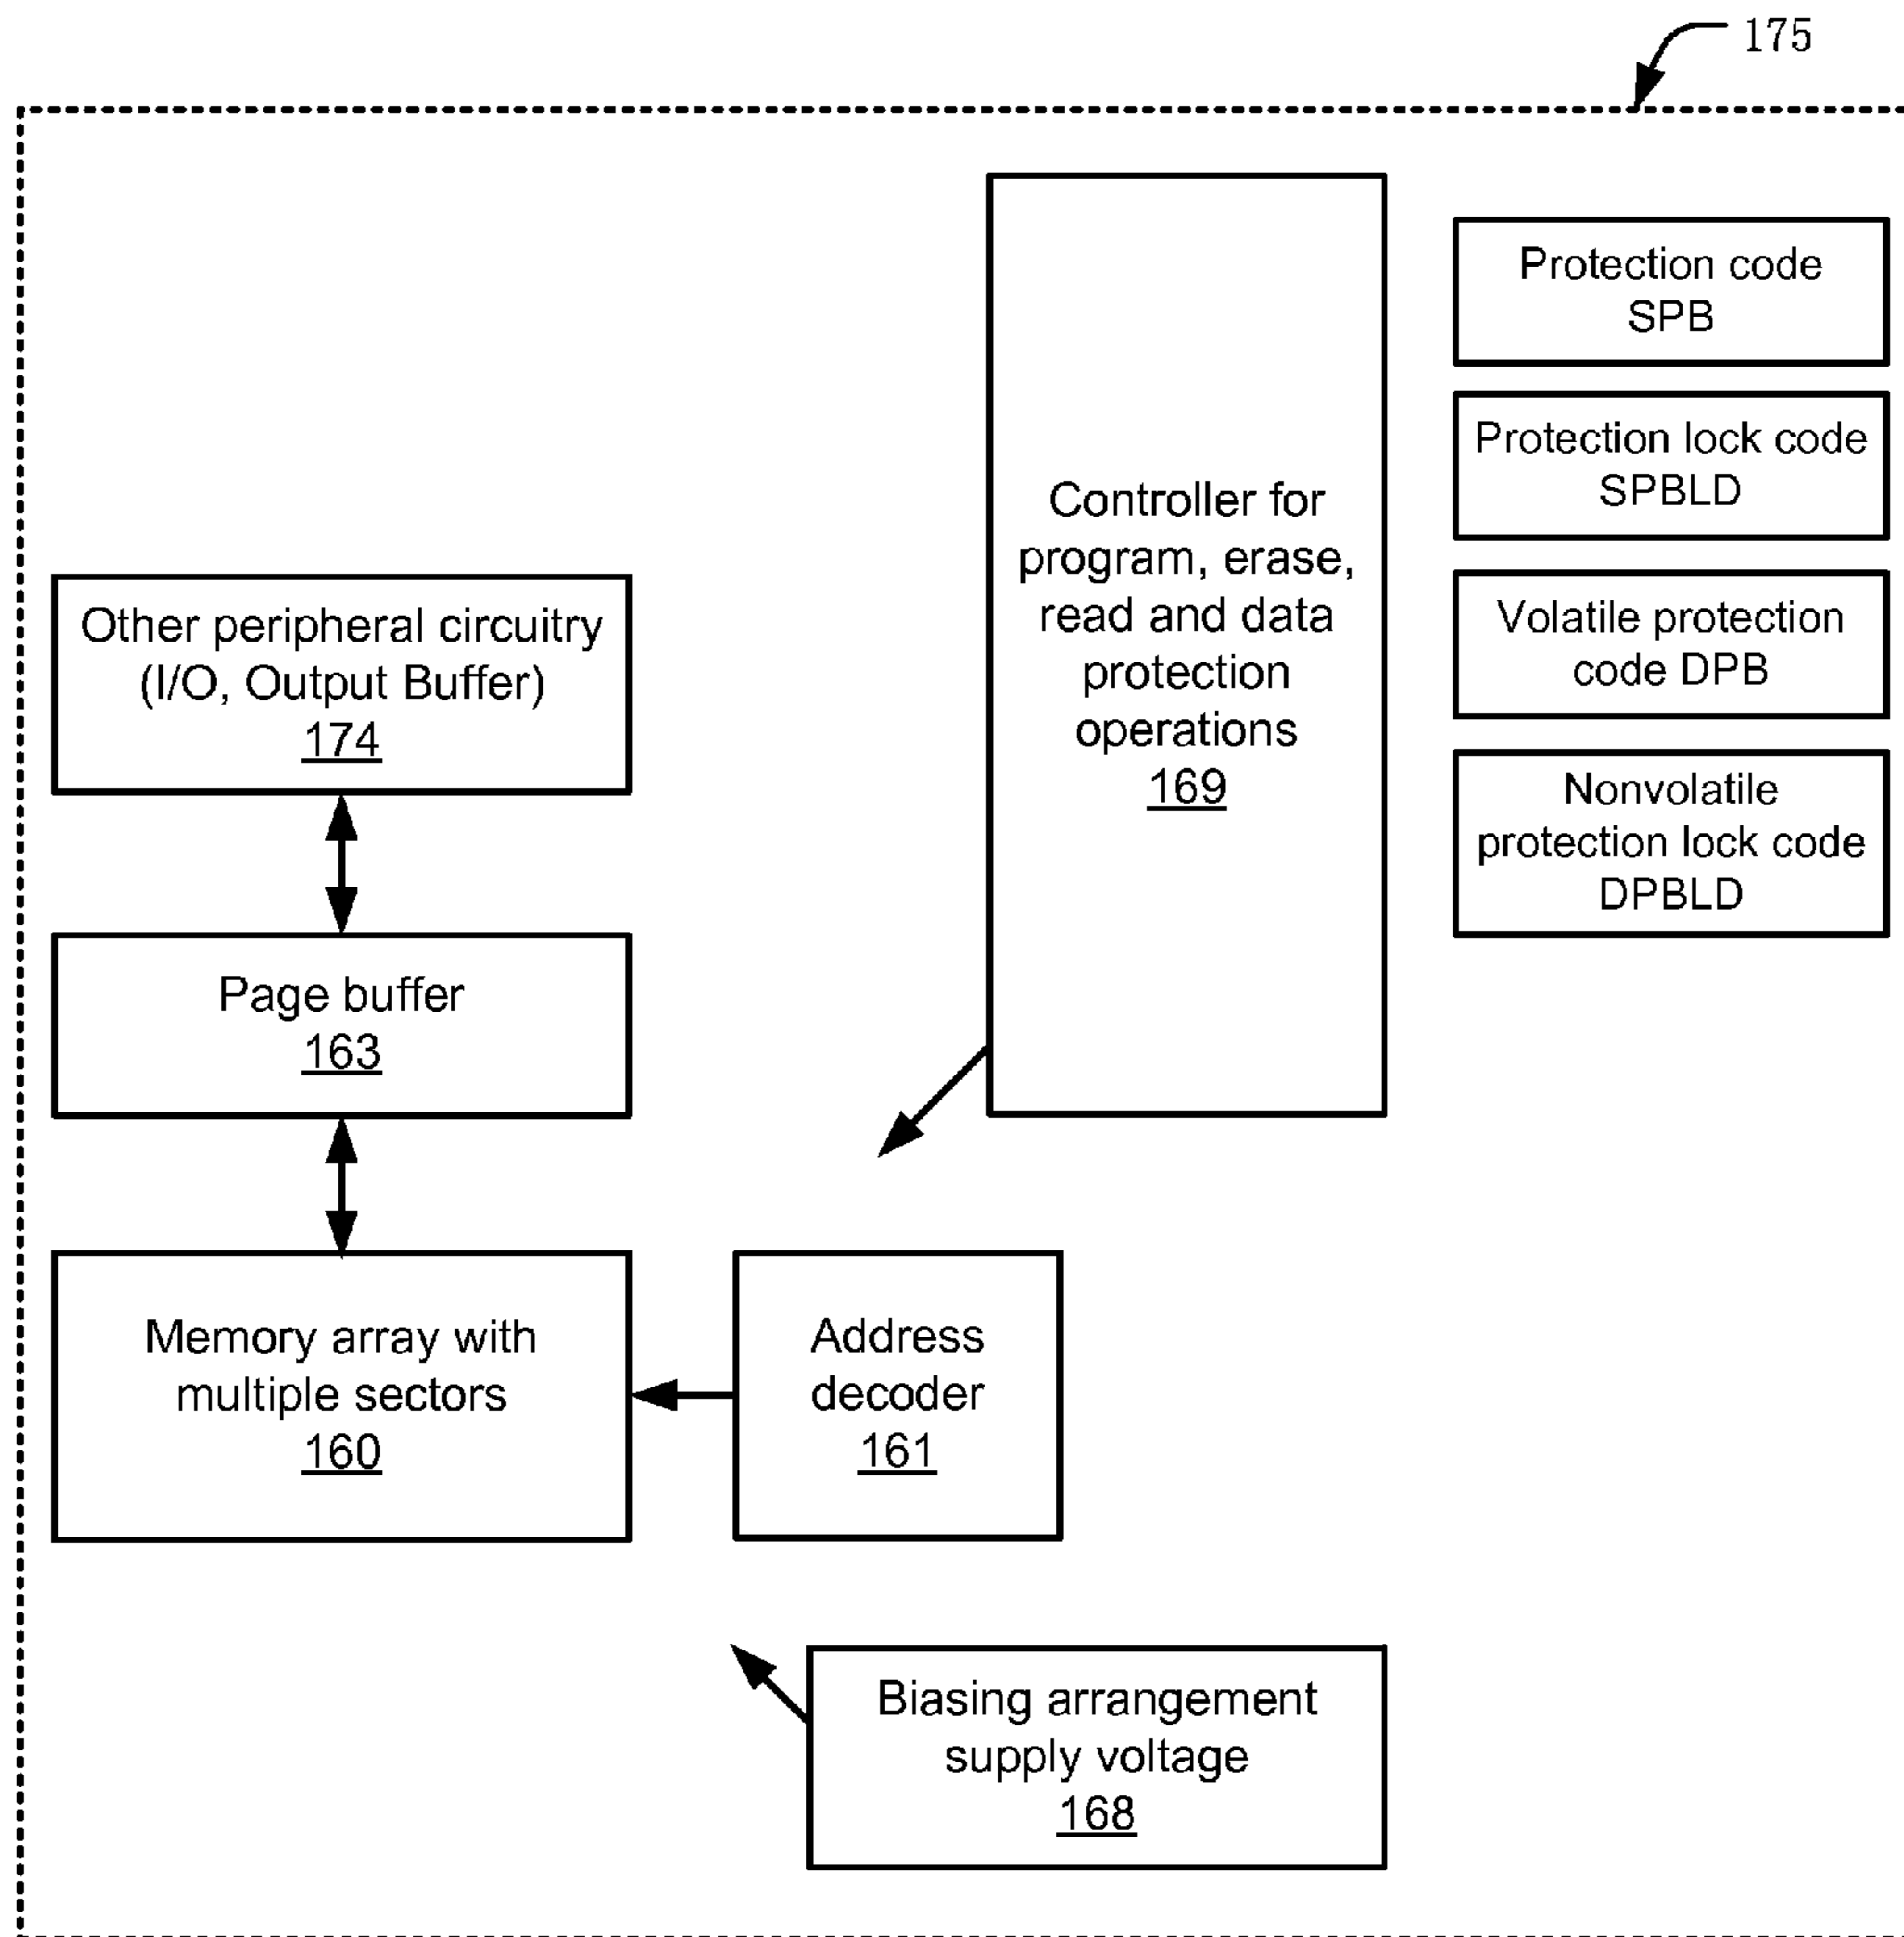 175
Protection code
SPB
Protection lock code
SPBLD
Controller for
program, erase,
read and data
protection
operations
169
Volatile protection
code DPB
Nonvolatile
protection lock code
DPBLD
Other peripheral circuitry
(I/O, Output Buffer)
174
Page buffer
163
Memory array with
multiple sectors
160
Address
decoder
161
Biasing arrangement
supply voltage
168